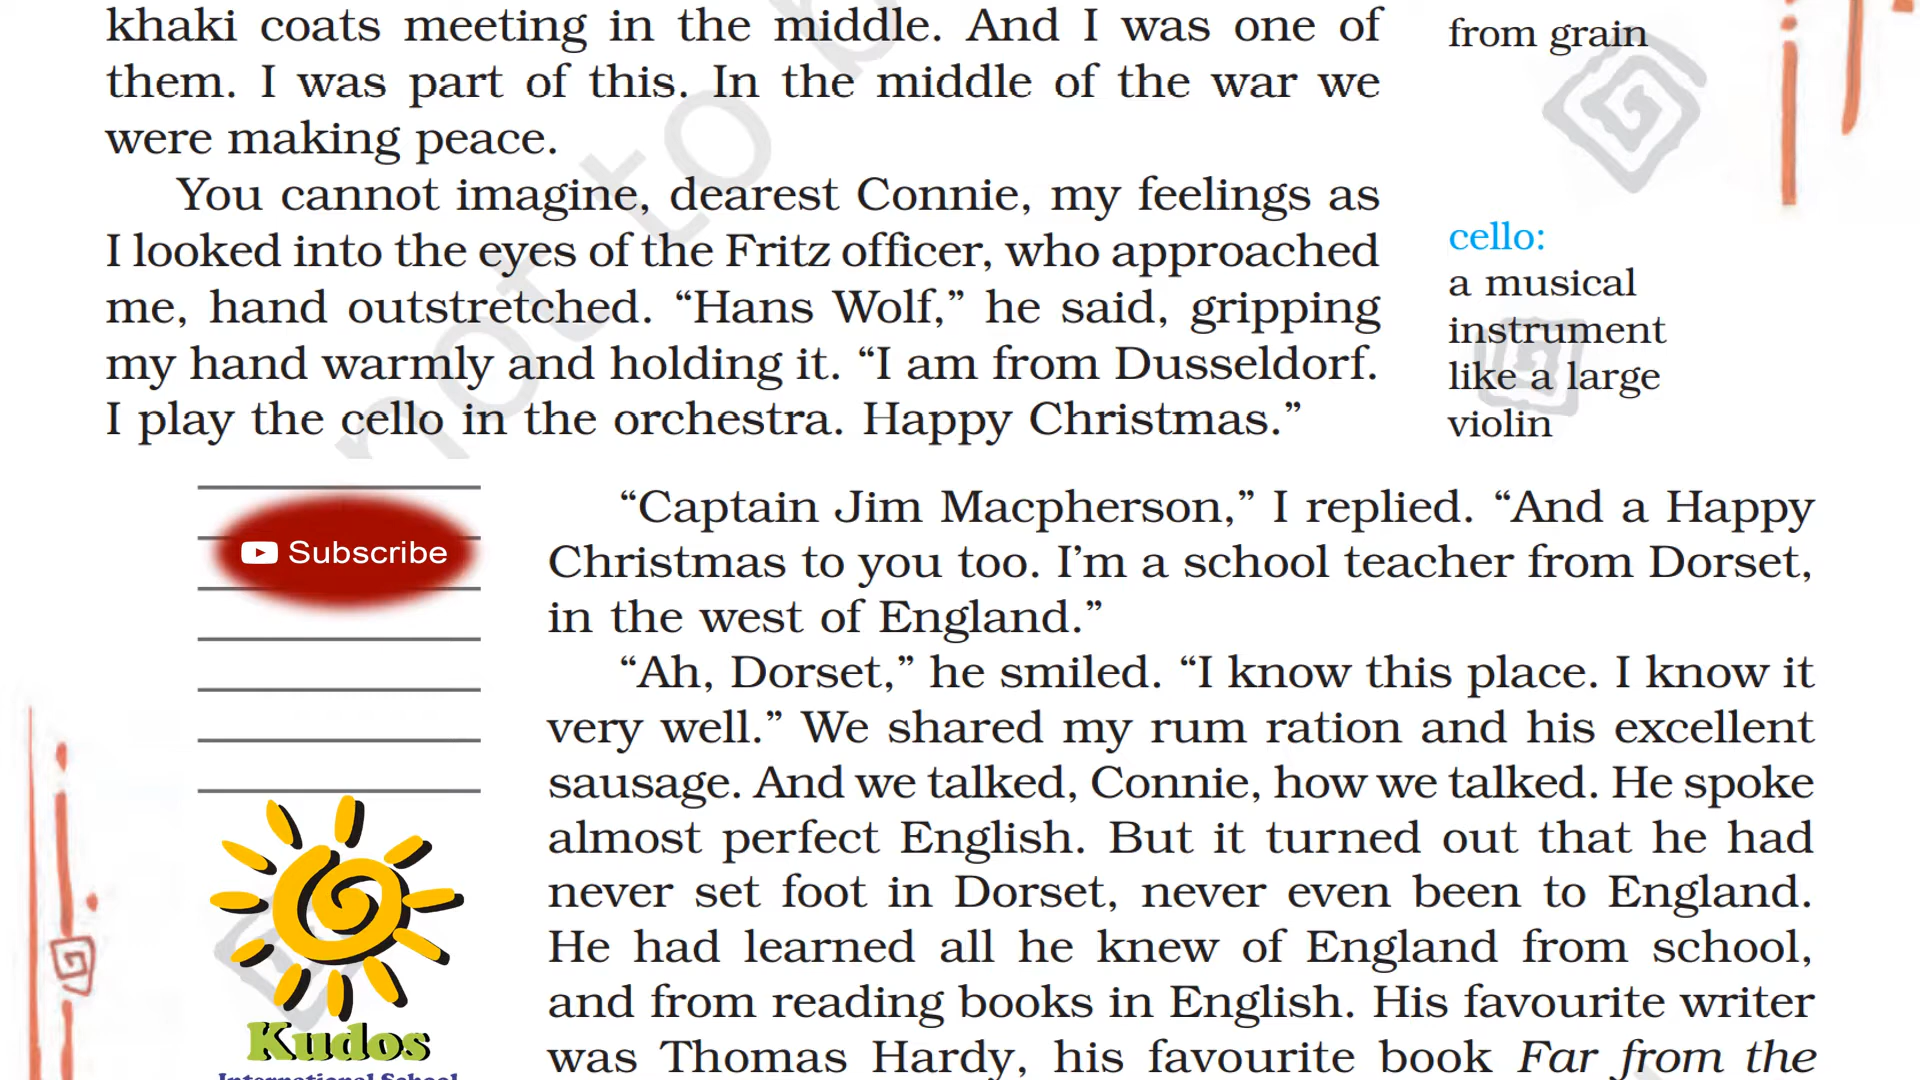 khaki coats meeting in the middle. And I was one of
them. I was part of this. In the middle of the war we
were making peace.
You cannot imagine, dearest Connie, my feelings as
I looked into the eyes of the Fritz officer, who approached
me, hand outstretched. “Hans Wolf,” he said, gripping
my hand warmly and holding it. “I am from Dusseldorf.
I play the cello in the orchestra. Happy Christmas.”
from grain
cello:
a musical
instrument
like a large
violin
“Captain Jim Macpherson,” I replied. “And a Happy
Christmas to you too. I’m a school teacher from Dorset,
in the west of England.”
“Ah, Dorset,” he smiled. “I know this place. I know it
very well.” We shared my rum ration and his excellent
sausage. And we talked, Connie, how we talked. He spoke
almost perfect English. But it turned out that he had
never set foot in Dorset, never even been to England.
He had learned all he knew of England from school,
and from reading books in English. His favourite writer
was Thomas Hardy, his favourite book Far from the
Subscribe
Kudos
International School
not to b